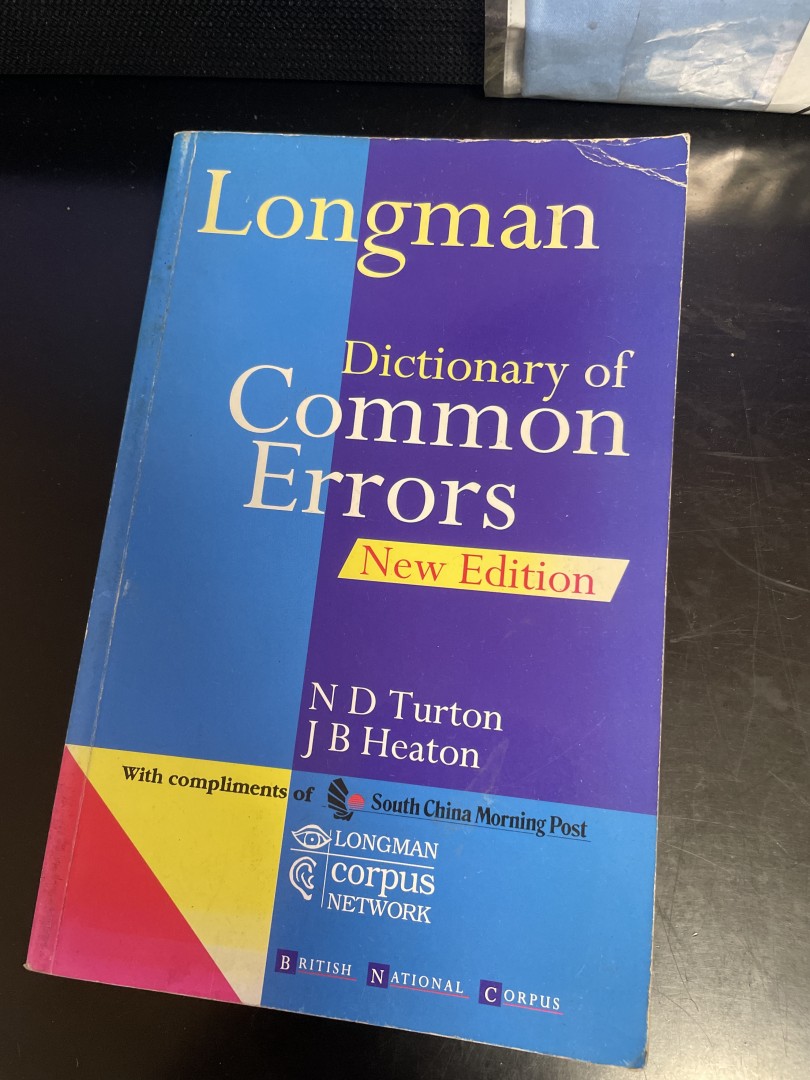 Longman
Dictionary of
Common
Errors
New Edition
N D Turton
J B Heaton
With compliments of South China Morning Post
LONGMAN
corpus
NETWORK
BRITISH NATIONAL CORPUS